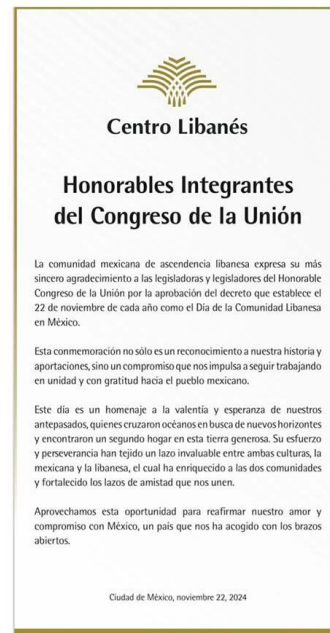 Centro Libanés
Honorables Integrantes
del Congreso de la Unión
La comunidad mexicana de ascendencia libanesa expresa su más
sincero agradecimiento a las legisladoras y legisladores del Honorable
Congreso de la Unión por la aprobación del decreto que establece el
22 de noviembre de cada año como el Día de la Comunidad Libanesa
en México.
Esta conmemoración no sólo es un reconocimiento a nuestra historia y
aportaciones, sino un compromiso que nos impulsa a seguir trabajando
en unidad y con gratitud hacia el pueblo mexicano.
Este día es un homenaje a la valentía y esperanza de nuestros
antepasados, quienes cruzaron océanos en busca de nuevos horizontes
y encontraron un segundo hogar en esta tierra generosa. Su esfuerzo
y perseverancia han tejido un lazo invaluable entre ambas culturas, la
mexicana y la libanesa, el cual ha enriquecido a las dos comunidades
y fortalecido los lazos de amistad que nos unen.
Aprovechamos esta oportunidad para reafirmar nuestro amor y
compromiso con México, un país que nos ha acogido con los brazos
abiertos.
Ciudad de México, noviembre 22, 2024